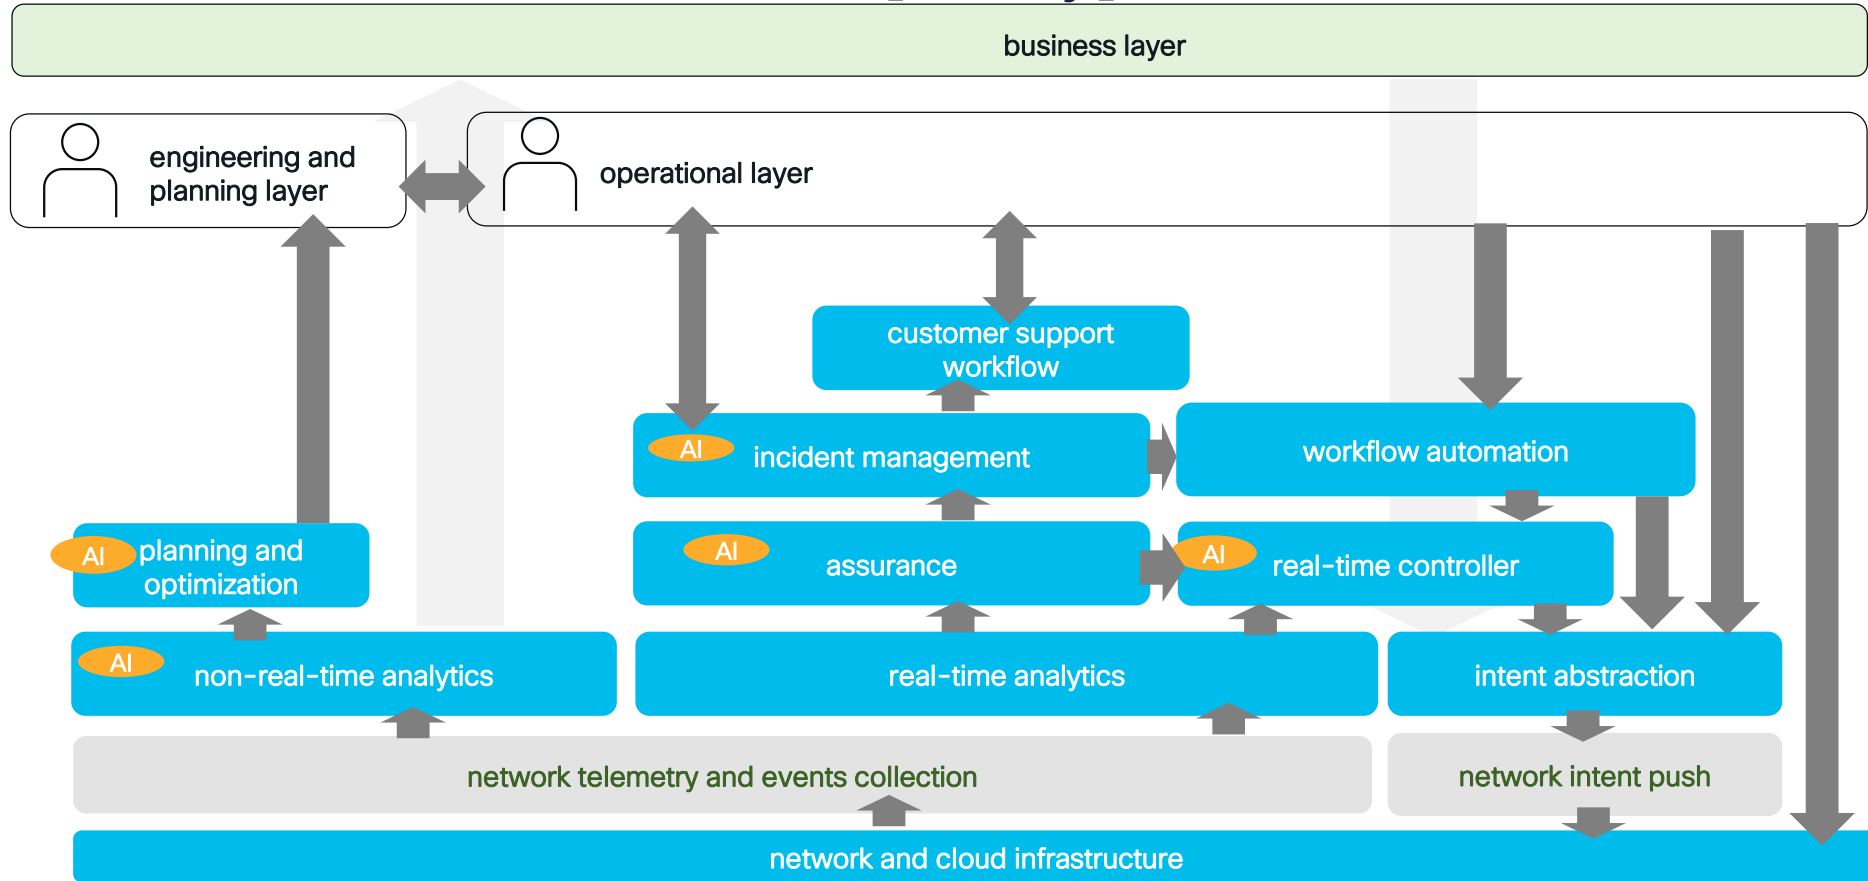 business layer
engineering and
planning layer
operational layer
customer support
workflow
AI
incident management
workflow automation
AI
planning and
optimization
AI
assurance
AI
real-time controller
AI
non-real-time analytics
real-time analytics
intent abstraction
network telemetry and events collection
network intent push
network and cloud infrastructure